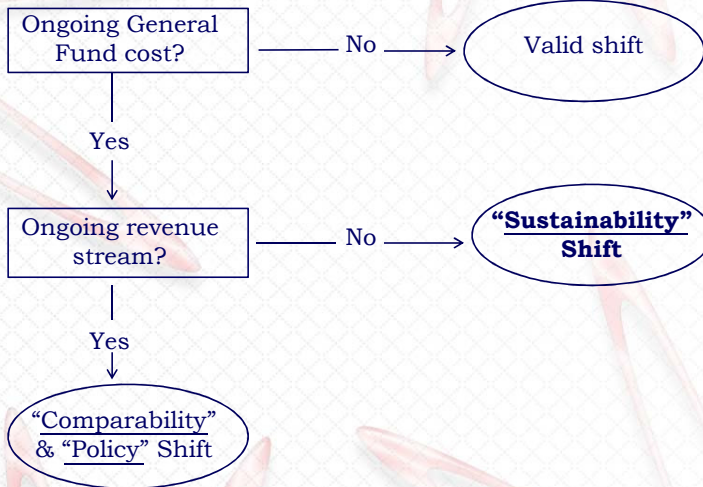 Ongoing General
Fund cost?
No
Valid shift
Yes
Ongoing revenue
stream?
No
“Sustainability”
Shift
Yes
“Comparability”
& “Policy” Shift